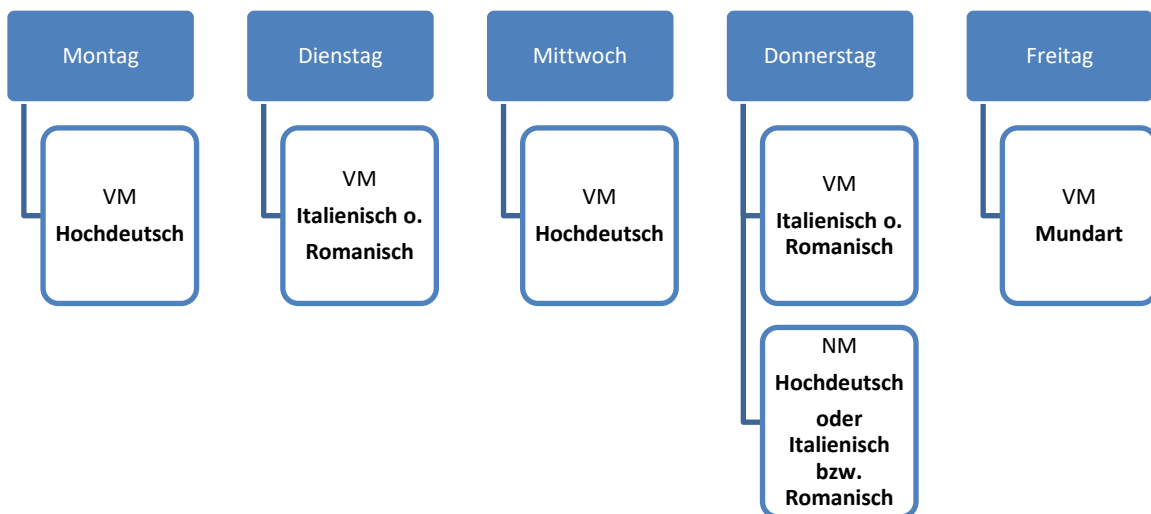 Montag
VM
Hochdeutsch
Dienstag
VM
Italienisch o.
Romanisch
Mittwoch
VM
Hochdeutsch
Donnerstag
VM
Italienisch o.
Romanisch
NM
Hochdeutsch
oder
Italienisch
bzw.
Romanisch
Freitag
VM
Mundart